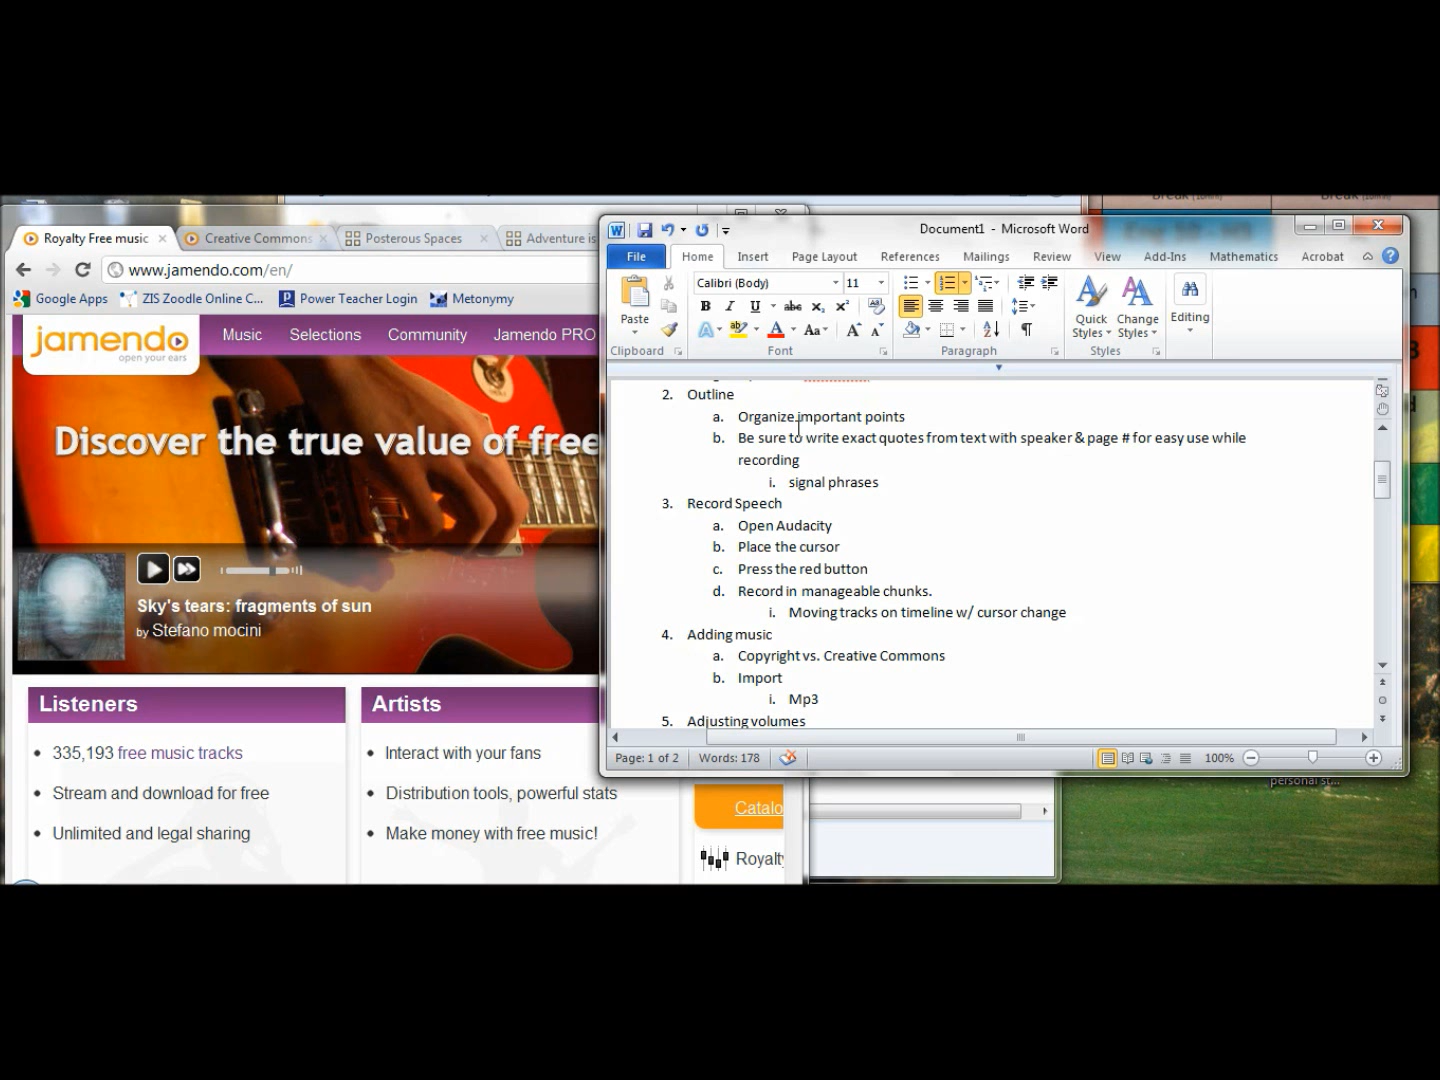 Break (10min)
Break (10min)
Royalty Free music
Creative Commons
Posterous Spaces
Adventure is
www.jamendo.com/en/
Google Apps
ZIS Zoodle Online C...
Power Teacher Login
Metonymy
jamendo
open your ears
Music
Selections
Community
Jamendo PRO
Discover the true value of free
Sky's tears: fragments of sun
by Stefano mocini
Listeners
335,193 free music tracks
Stream and download for free
Unlimited and legal sharing
Artists
Interact with your fans
Distribution tools, powerful stats
Make money with free music!
Catalo
Royalty
Document1 - Microsoft Word
File
Home
Insert
Page Layout
References
Mailings
Review
View
Add-Ins
Mathematics
Acrobat
Paste
Clipboard
Calibri (Body)
11
Font
Paragraph
Quick Styles
Change Styles
Styles
Editing
2. Outline
a. Organize important points
b. Be sure to write exact quotes from text with speaker & page # for easy use while
recording
i. signal phrases
3. Record Speech
a. Open Audacity
b. Place the cursor
c. Press the red button
d. Record in manageable chunks.
i. Moving tracks on timeline w/ cursor change
4. Adding music
a. Copyright vs. Creative Commons
b. Import
i. Mp3
5. Adjusting volumes
Page: 1 of 2
Words: 178
100%
personal st...